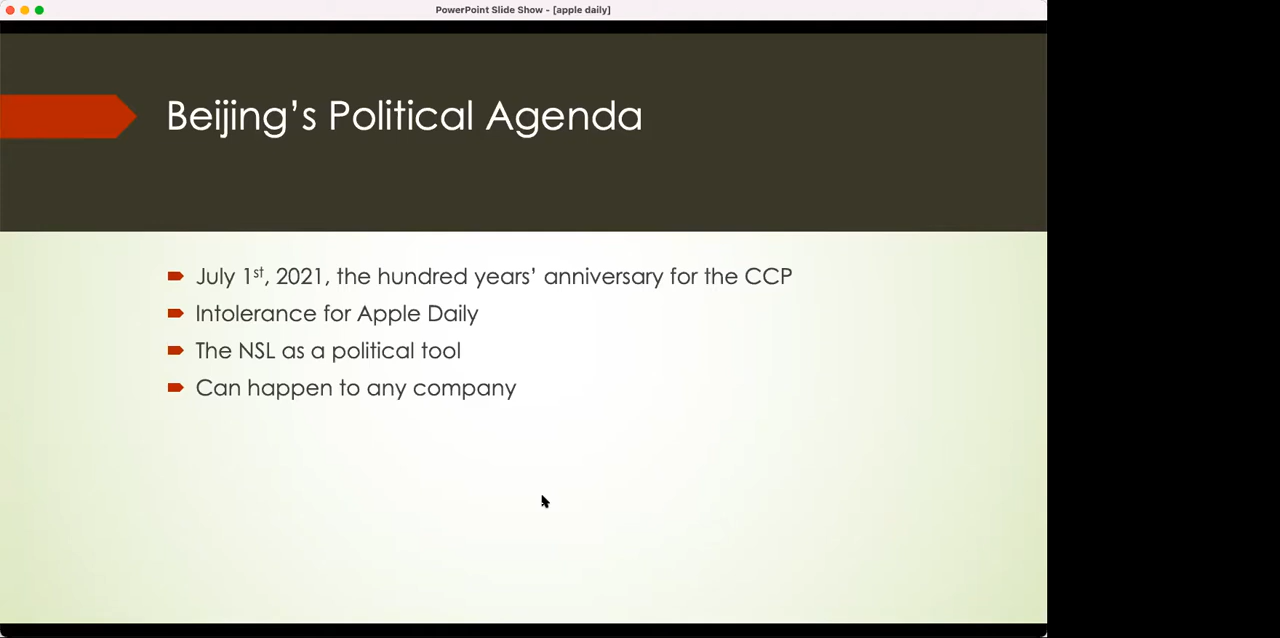 PowerPoint Slide Show - [apple daily]
Beijing’s Political Agenda
July 1st, 2021, the hundred years’ anniversary for the CCP
Intolerance for Apple Daily
The NSL as a political tool
Can happen to any company